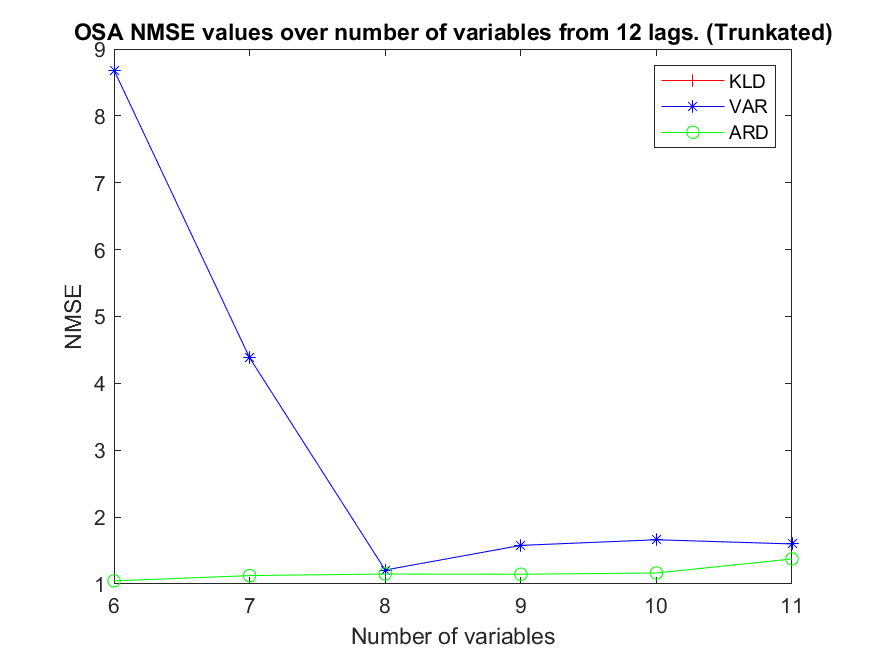 OSA NMSE values over number of variables from 12 lags. (Trunkated)
9
8
7
6
5
4
3
2
1
NMSE
KLD
VAR
ARD
6 7 8 9 10 11
Number of variables